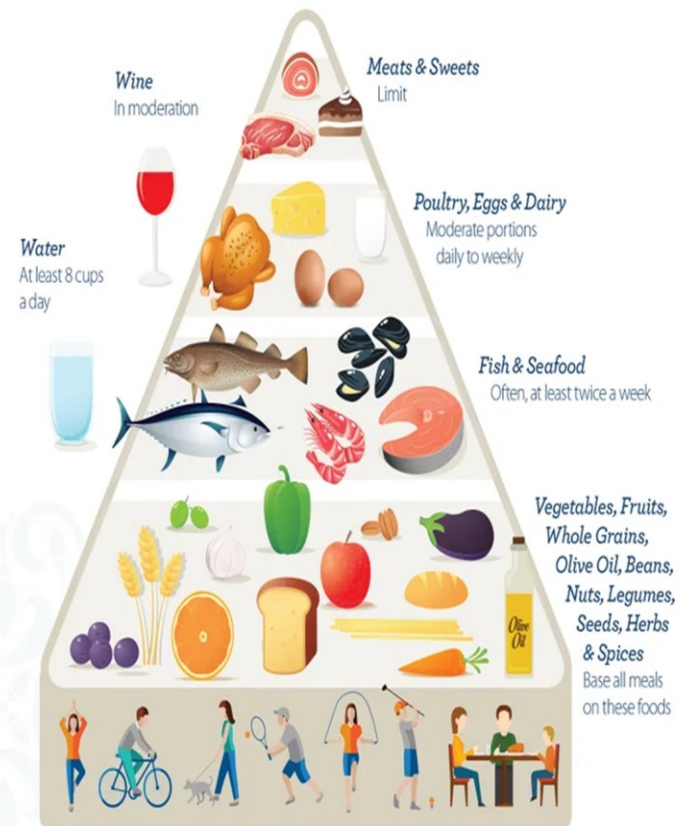 Meats & Sweets
Limit
Wine
In moderation
Poultry, Eggs & Dairy
Moderate portions
daily to weekly
Water
At least 8 cups
a day
Fish & Seafood
Often, at least twice a week
Vegetables, Fruits,
Whole Grains,
Olive Oil, Beans,
Nuts, Legumes,
Seeds, Herbs
& Spices
Base all meals
on these foods
Olive
Oil